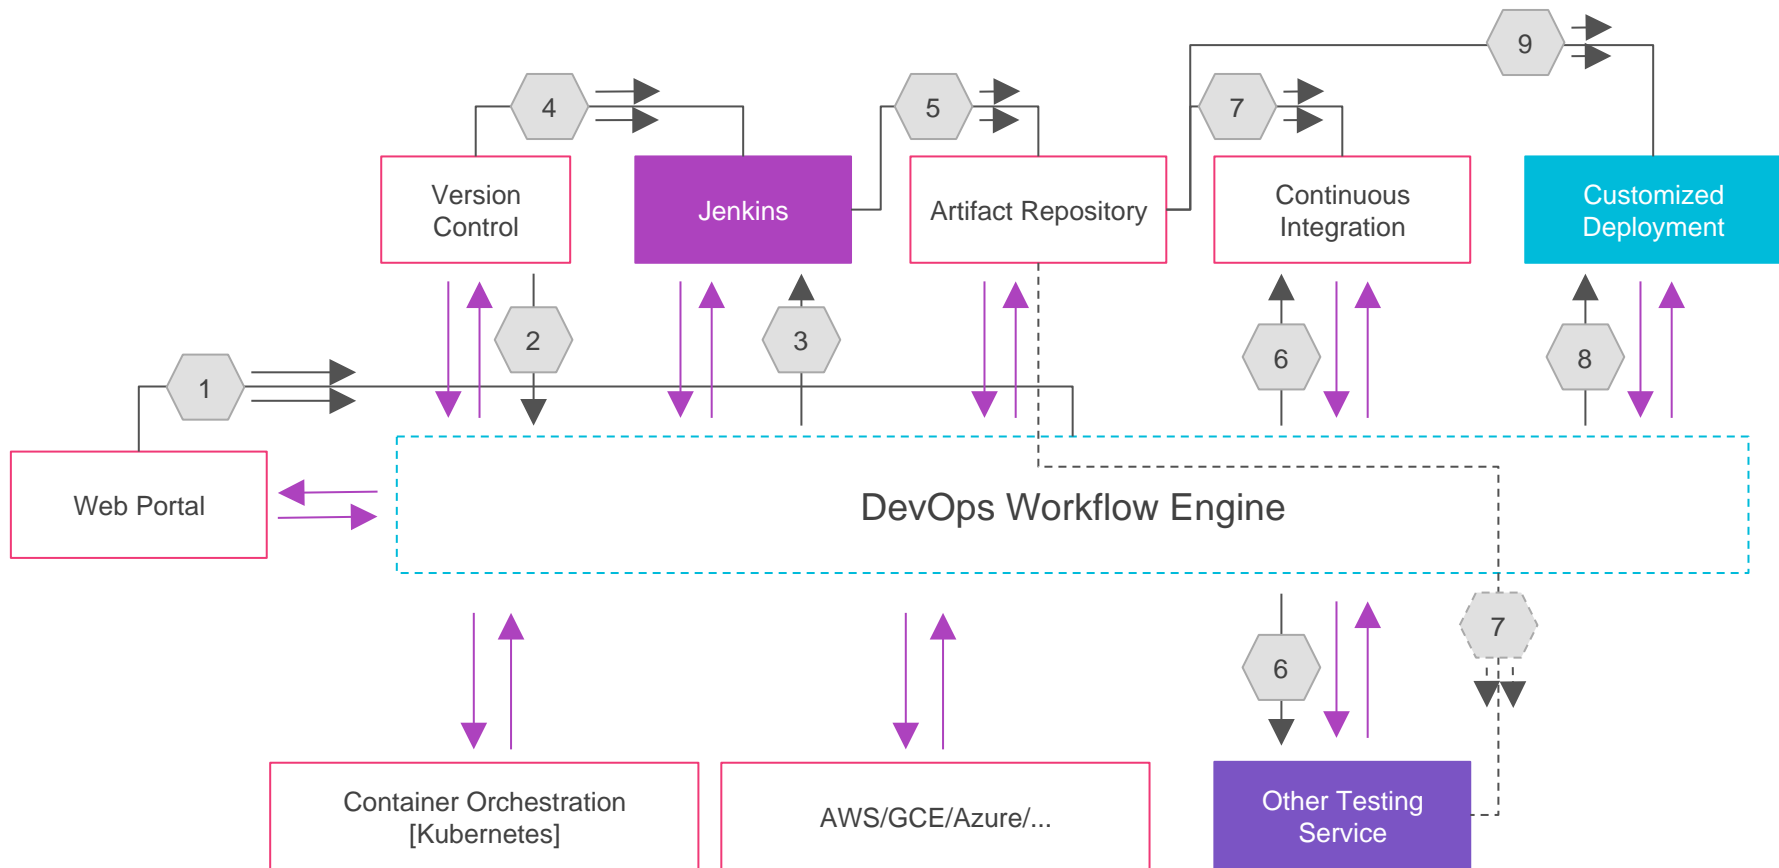 9
4
5
7
Version
Control
Jenkins
Artifact Repository
Continuous
Integration
Customized
Deployment
2
3
6
8
1
Web Portal
DevOps Workflow Engine
7
6
Container Orchestration
[Kubernetes]
AWS/GCE/Azure/...
Other Testing
Service